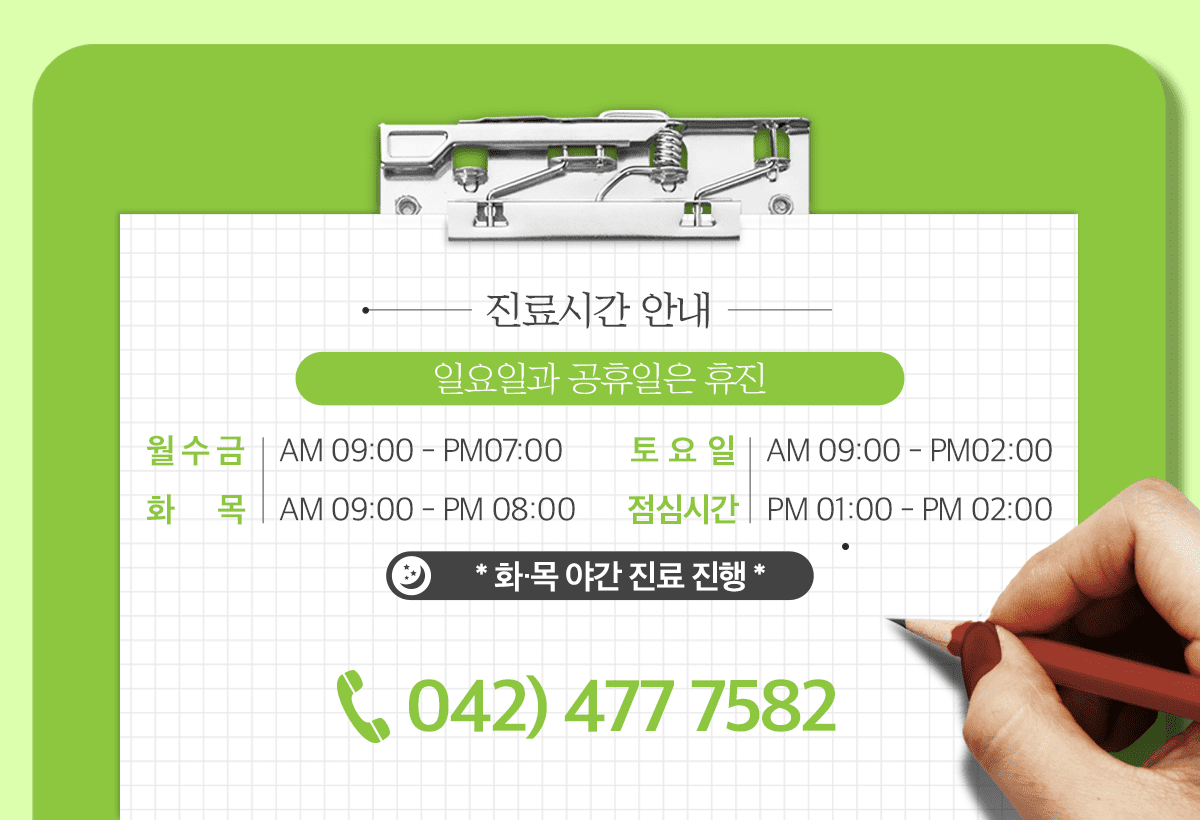 진료시간 안내
일요일과 공휴일은 휴진
월수금 AM 09:00 - PM07:00
화 목 AM 09:00 - PM 08:00
토요일 AM 09:00 - PM02:00
점심시간 PM 01:00 - PM 02:00
* 화·목 야간 진료 진행 *
042) 477 7582